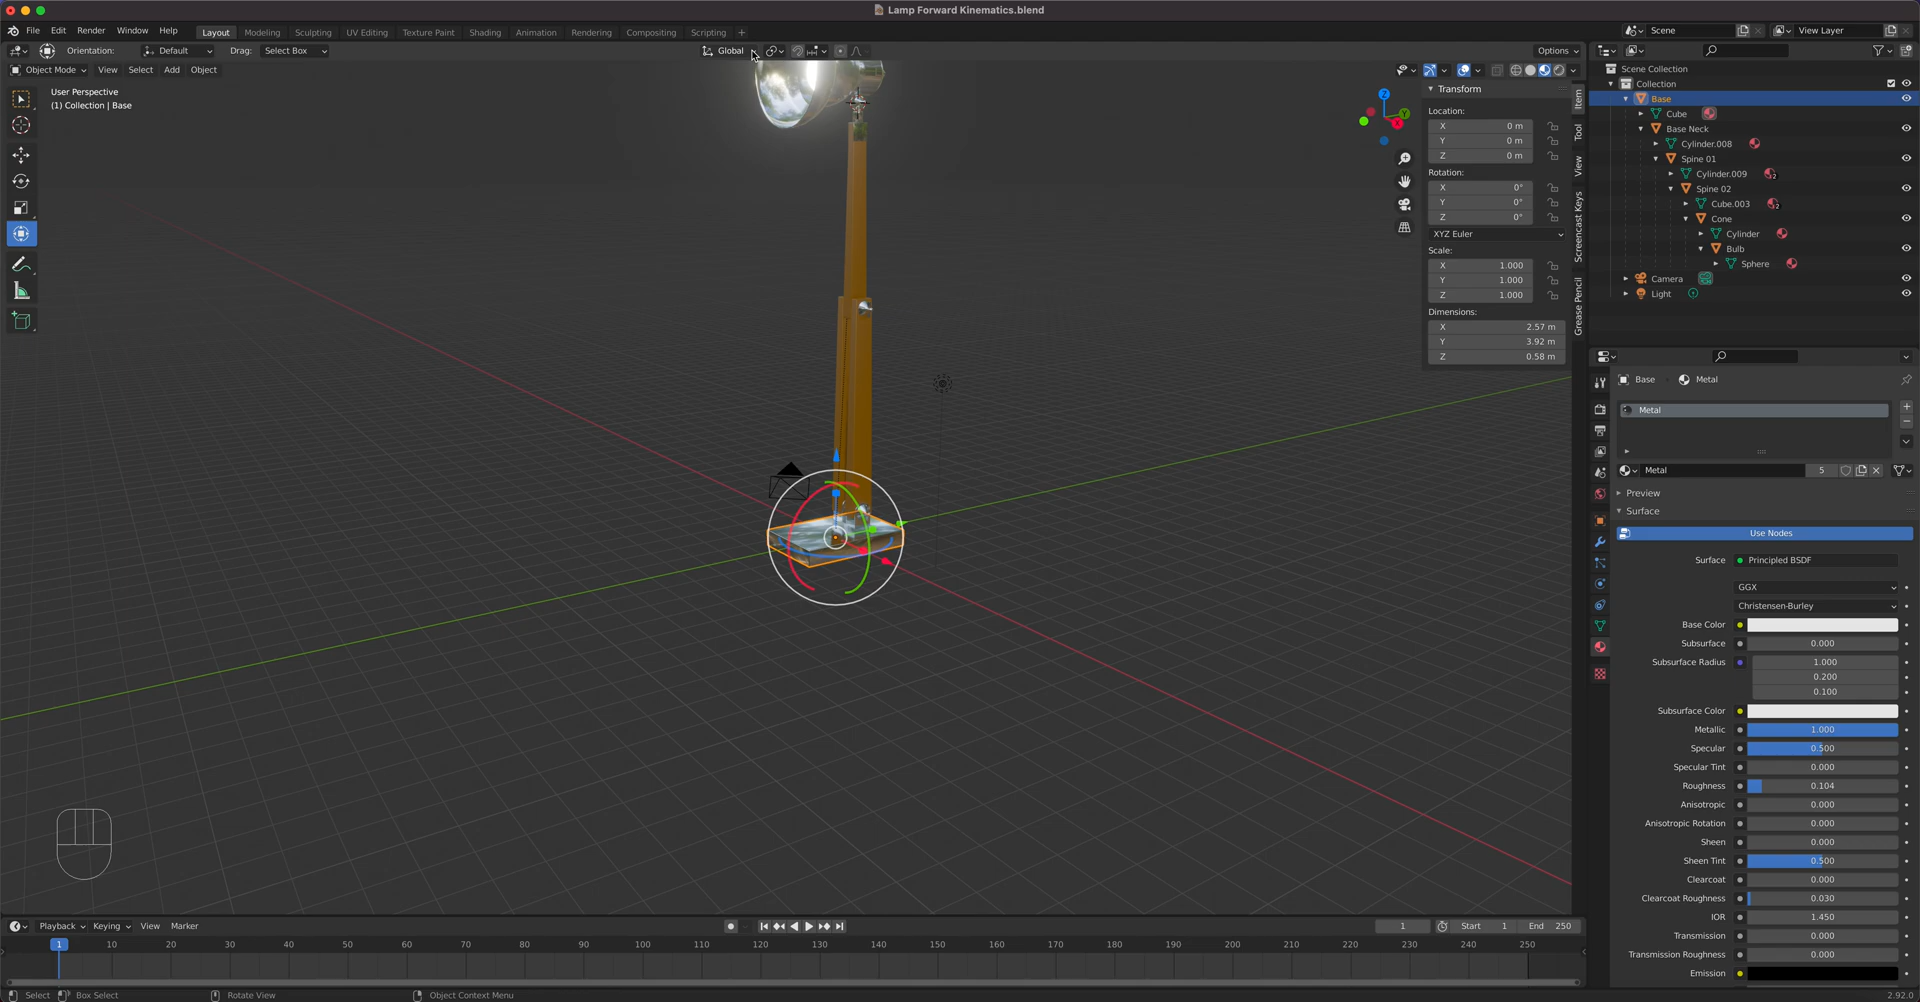 Lamp Forward Kinematics.blend
File Edit Render Window Help Layout Modeling Sculpting UV Editing Texture Paint Shading Animation Rendering Compositing Scripting + Scene View Layer
Orientation: Default Drag: Select Box Global Options
Object Mode View Select Add Object
User Perspective
(1) Collection | Base
Z
Y
X
Transform
Location:
X 0 m
Y 0 m
Z 0 m
Rotation:
X 0°
Y 0°
Z 0°
XYZ Euler
Scale:
X 1.000
Y 1.000
Z 1.000
Dimensions:
X 2.57 m
Y 3.92 m
Z 0.58 m
Item
Tool
View
Screencast Keys
Grease Pencil
Scene Collection
Collection
Base
Cube
Base Neck
Cylinder.008
Spine 01
Cylinder.009 2
Spine 02
Cube.003 2
Cone
Cylinder
Bulb
Sphere
Camera
Light
Base Metal
Metal
Metal 5
Preview
Surface
Use Nodes
Surface Principled BSDF
GGX
Christensen-Burley
Base Color
Subsurface 0.000
Subsurface Radius 1.000
0.200
0.100
Subsurface Color
Metallic 1.000
Specular 0.500
Specular Tint 0.000
Roughness 0.104
Anisotropic 0.000
Anisotropic Rotation 0.000
Sheen 0.000
Sheen Tint 0.500
Clearcoat 0.000
Clearcoat Roughness 0.030
IOR 1.450
Transmission 0.000
Transmission Roughness 0.000
Emission
Playback Keying View Marker 1 Start 1 End 250
1 10 20 30 40 50 60 70 80 90 100 110 120 130 140 150 160 170 180 190 200 210 220 230 240 250
Select Box Select Rotate View Object Context Menu 2.92.0